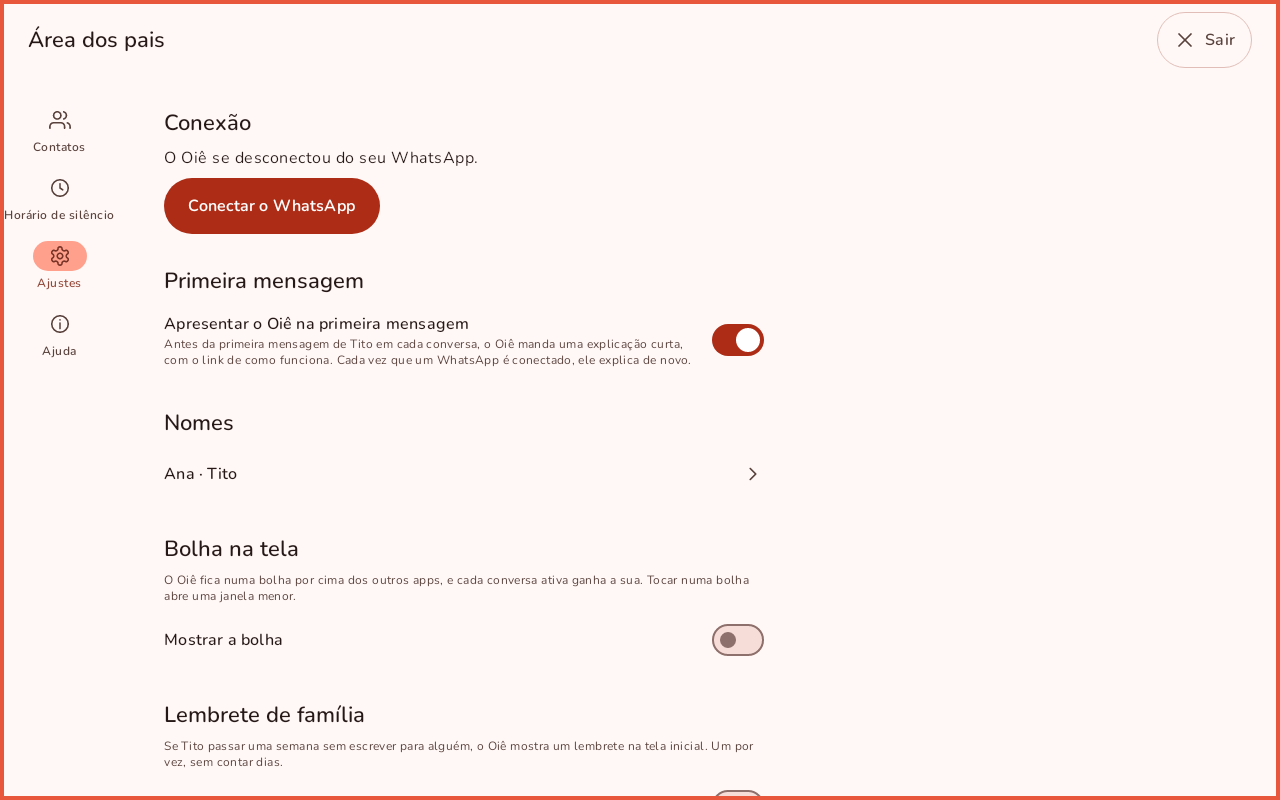 Área dos pais
Sair
Contatos
Horário de silêncio
Ajustes
Ajuda
Conexão
O Oiê se desconectou do seu WhatsApp.
Conectar o WhatsApp
Primeira mensagem
Apresentar o Oiê na primeira mensagem
Antes da primeira mensagem de Tito em cada conversa, o Oiê manda uma explicação curta,
com o link de como funciona. Cada vez que um WhatsApp é conectado, ele explica de novo.
Nomes
Ana · Tito
Bolha na tela
O Oiê fica numa bolha por cima dos outros apps, e cada conversa ativa ganha a sua. Tocar numa bolha
abre uma janela menor.
Mostrar a bolha
Lembrete de família
Se Tito passar uma semana sem escrever para alguém, o Oiê mostra um lembrete na tela inicial. Um por
vez, sem contar dias.